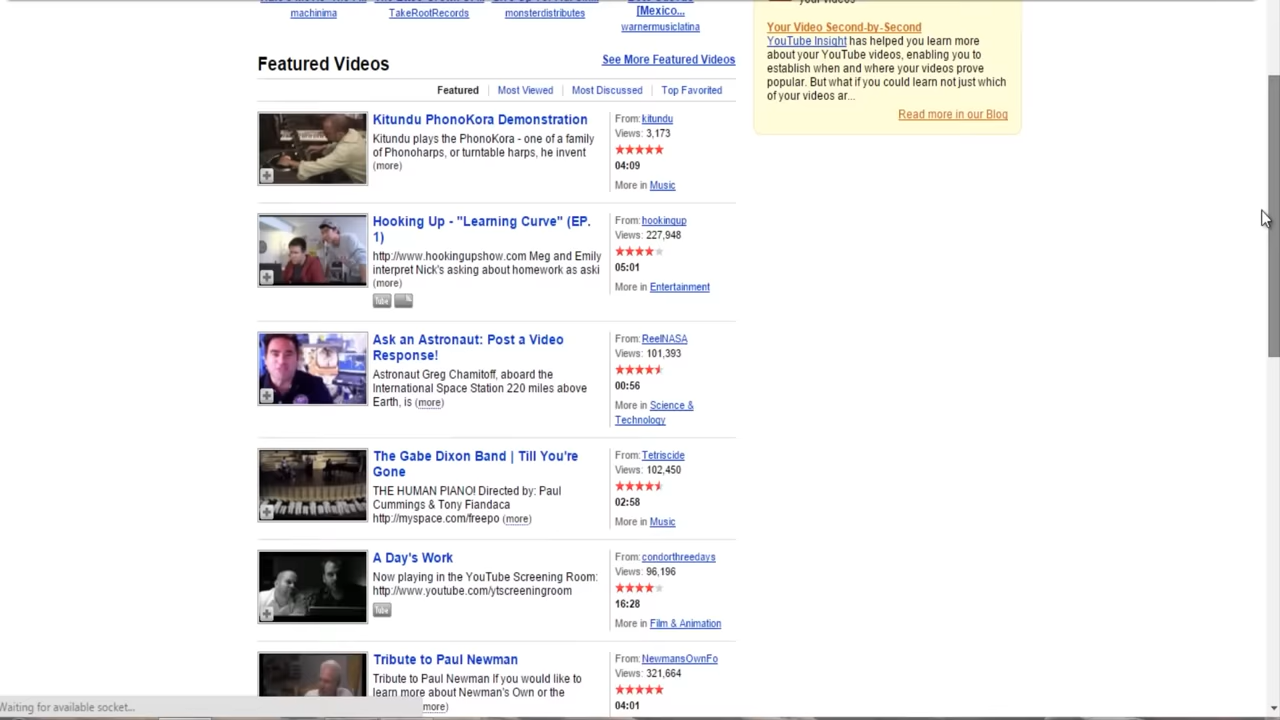 machinima
TakeRootRecords
monsterdistributes
[Mexico...
warnermusiclatina
your videos
Your Video Second-by-Second
YouTube Insight has helped you learn more
about your YouTube videos, enabling you to
establish when and where your videos prove
popular. But what if you could learn not just which
of your videos ar...
Read more in our Blog
Featured Videos
See More Featured Videos
Featured
Most Viewed
Most Discussed
Top Favorited
Kitundu PhonoKora Demonstration
Kitundu plays the PhonoKora - one of a family
of Phonoharps, or turntable harps, he invent
(more)
From: kitundu
Views: 3,173
04:09
More in Music
Hooking Up - "Learning Curve" (EP.
1)
http://www.hookingupshow.com Meg and Emily
interpret Nick's asking about homework as aski
(more)
From: hookingup
Views: 227,948
05:01
More in Entertainment
Ask an Astronaut: Post a Video
Response!
Astronaut Greg Chamitoff, aboard the
International Space Station 220 miles above
Earth, is (more)
From: ReelNASA
Views: 101,393
00:56
More in Science &
Technology
The Gabe Dixon Band | Till You're
Gone
THE HUMAN PIANO! Directed by: Paul
Cummings & Tony Fiandaca
http://myspace.com/freepo (more)
From: Tetriscide
Views: 102,450
02:58
More in Music
A Day's Work
Now playing in the YouTube Screening Room:
http://www.youtube.com/ytscreeningroom
From: condorthreedays
Views: 96,196
16:28
More in Film & Animation
Tribute to Paul Newman
Tribute to Paul Newman If you would like to
learn more about Newman's Own or the
(more)
From: NewmansOwnFo
Views: 321,664
04:01
Waiting for available socket...